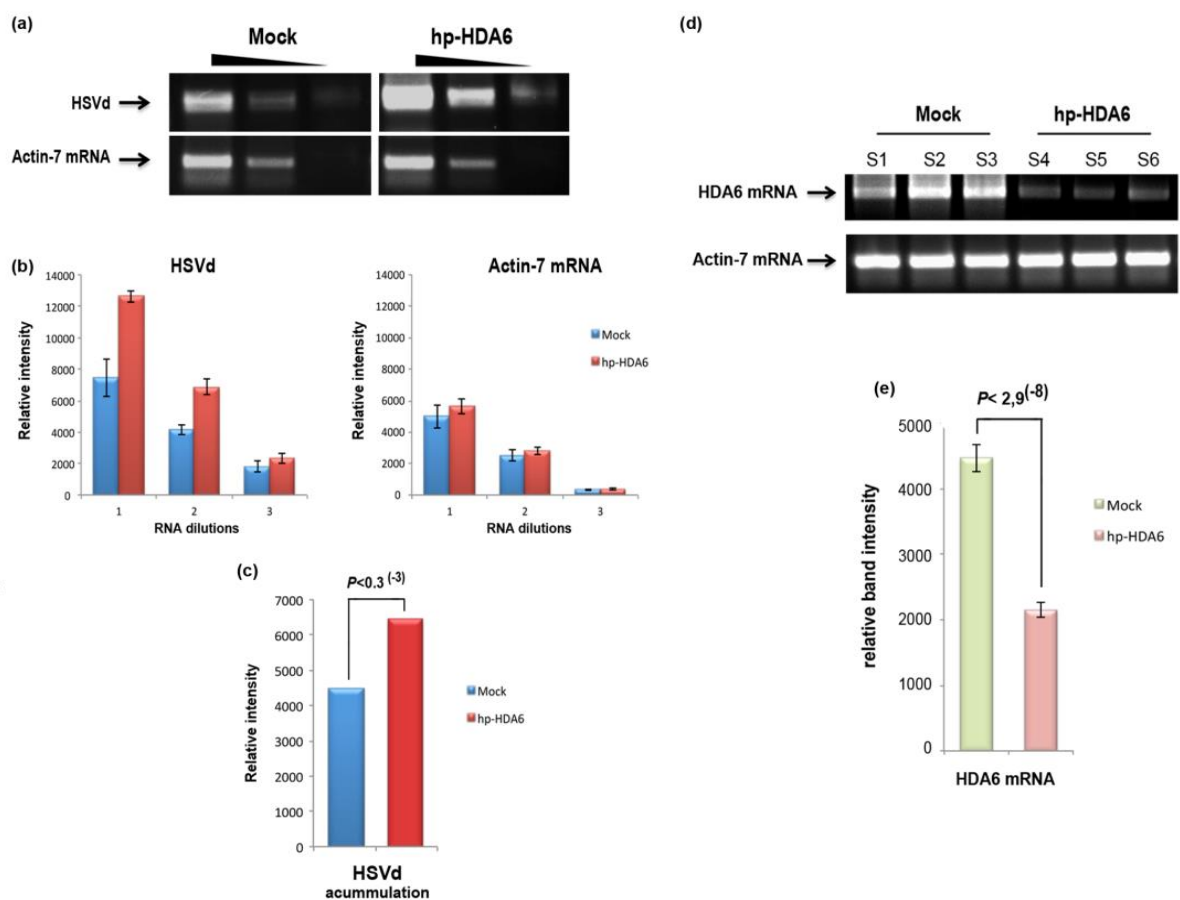 (a)
Mock
hp-HDA6
HSVd
Actin-7 mRNA
(b)
HSVd
Relative intensity
14000
12000
10000
8000
6000
4000
2000
0
1
2
3
RNA dilutions
Actin-7 mRNA
Relative intensity
14000
12000
10000
8000
6000
4000
2000
0
1
2
3
RNA dilutions
Mock
hp-HDA6
(c)
P<0.3 (-3)
Relative intensity
7000
6000
5000
4000
3000
2000
1000
0
HSVd
acummulation
Mock
hp-HDA6
(d)
Mock
hp-HDA6
S1 S2 S3 S4 S5 S6
HDA6 mRNA
Actin-7 mRNA
(e)
P< 2,9(-8)
relative band intensity
5000
4000
3000
2000
1000
0
HDA6 mRNA
Mock
hp-HDA6